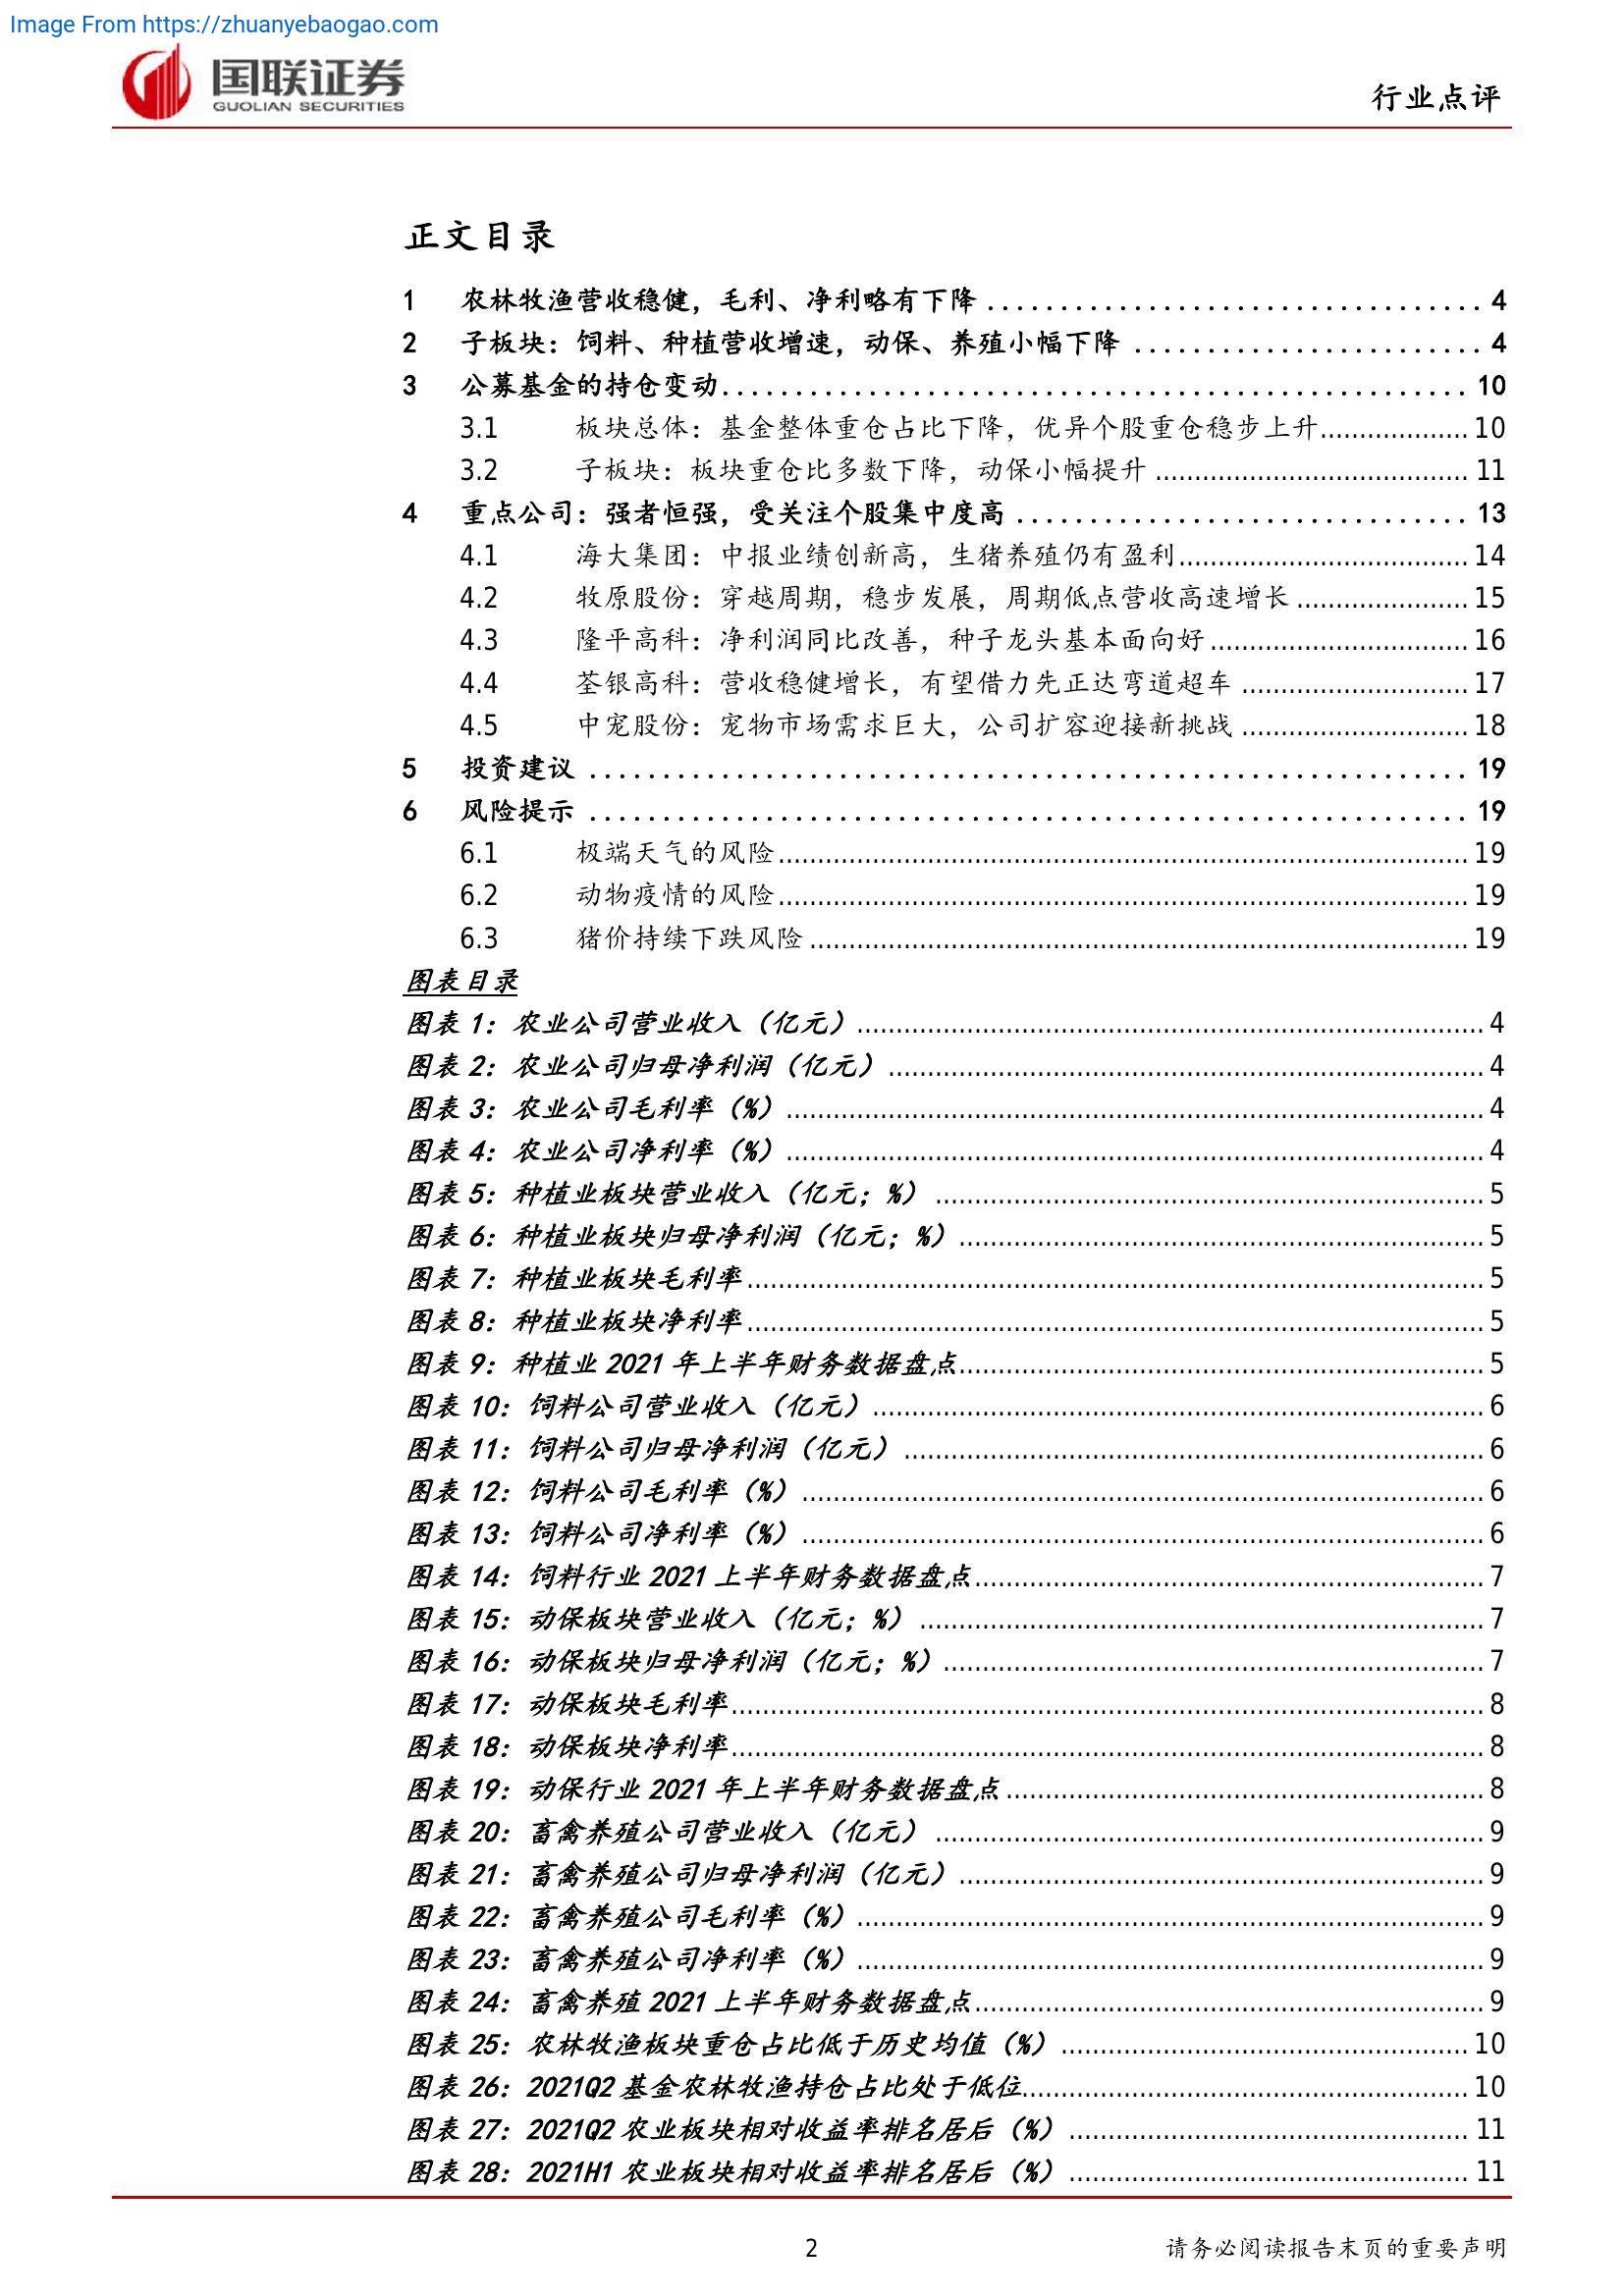 Image From https://zhuanyebaogao.com
国联证券
GUOLIAN SECURITIES
行业点评
正文目录
1 农林牧渔营收稳健，毛利、净利略有下降 .................................. 4
2 子板块：饲料、种植营收增速，动保、养殖小幅下降 ........................ 4
3 公募基金的持仓变动.................................................... 10
3.1 板块总体：基金整体重仓占比下降，优异个股重仓稳步上升................... 10
3.2 子板块：板块重仓比多数下降，动保小幅提升 ........................................ 11
4 重点公司：强者恒强，受关注个股集中度高 ............................... 13
4.1 海大集团：中报业绩创新高，生猪养殖仍有盈利..................................... 14
4.2 牧原股份：穿越周期，稳步发展，周期低点营收高速增长 ...................... 15
4.3 隆平高科：净利润同比改善，种子龙头基本面向好................................. 16
4.4 荃银高科：营收稳健增长，有望借力先正达弯道超车 ............................. 17
4.5 中宠股份：宠物市场需求巨大，公司扩容迎接新挑战 ............................. 18
5 投资建议 ............................................................. 19
6 风险提示 ............................................................. 19
6.1 极端天气的风险........................................................................................ 19
6.2 动物疫情的风险........................................................................................ 19
6.3 猪价持续下跌风险 .................................................................................... 19
图表目录
图表 1：农业公司营业收入（亿元）................................................................................ 4
图表 2：农业公司归母净利润（亿元）............................................................................ 4
图表 3：农业公司毛利率（%）......................................................................................... 4
图表 4：农业公司净利率（%）......................................................................................... 4
图表 5：种植业板块营业收入（亿元；%） ...................................................................... 5
图表 6：种植业板块归母净利润（亿元；%）................................................................... 5
图表 7：种植业板块毛利率.............................................................................................. 5
图表 8：种植业板块净利率.............................................................................................. 5
图表 9：种植业 2021 年上半年财务数据盘点................................................................... 5
图表 10：饲料公司营业收入（亿元）.............................................................................. 6
图表 11：饲料公司归母净利润（亿元） .......................................................................... 6
图表 12：饲料公司毛利率（%） ....................................................................................... 6
图表 13：饲料公司净利率（%） ....................................................................................... 6
图表 14：饲料行业 2021 上半年财务数据盘点................................................................. 7
图表 15：动保板块营业收入（亿元；%） ........................................................................ 7
图表 16：动保板块归母净利润（亿元；%）..................................................................... 7
图表 17：动保板块毛利率................................................................................................ 8
图表 18：动保板块净利率................................................................................................ 8
图表 19：动保行业 2021 年上半年财务数据盘点 ............................................................. 8
图表 20：畜禽养殖公司营业收入（亿元） ...................................................................... 9
图表 21：畜禽养殖公司归母净利润（亿元）................................................................... 9
图表 22：畜禽养殖公司毛利率（%）................................................................................ 9
图表 23：畜禽养殖公司净利率（%）................................................................................ 9
图表 24：畜禽养殖 2021 上半年财务数据盘点................................................................. 9
图表 25：农林牧渔板块重仓占比低于历史均值（%）.................................................... 10
图表 26：2021Q2 基金农林牧渔持仓占比处于低位......................................................... 10
图表 27：2021Q2 农业板块相对收益率排名居后（%） ................................................... 11
图表 28：2021H1 农业板块相对收益率排名居后（%） ................................................... 11
2
请务必阅读报告末页的重要声明